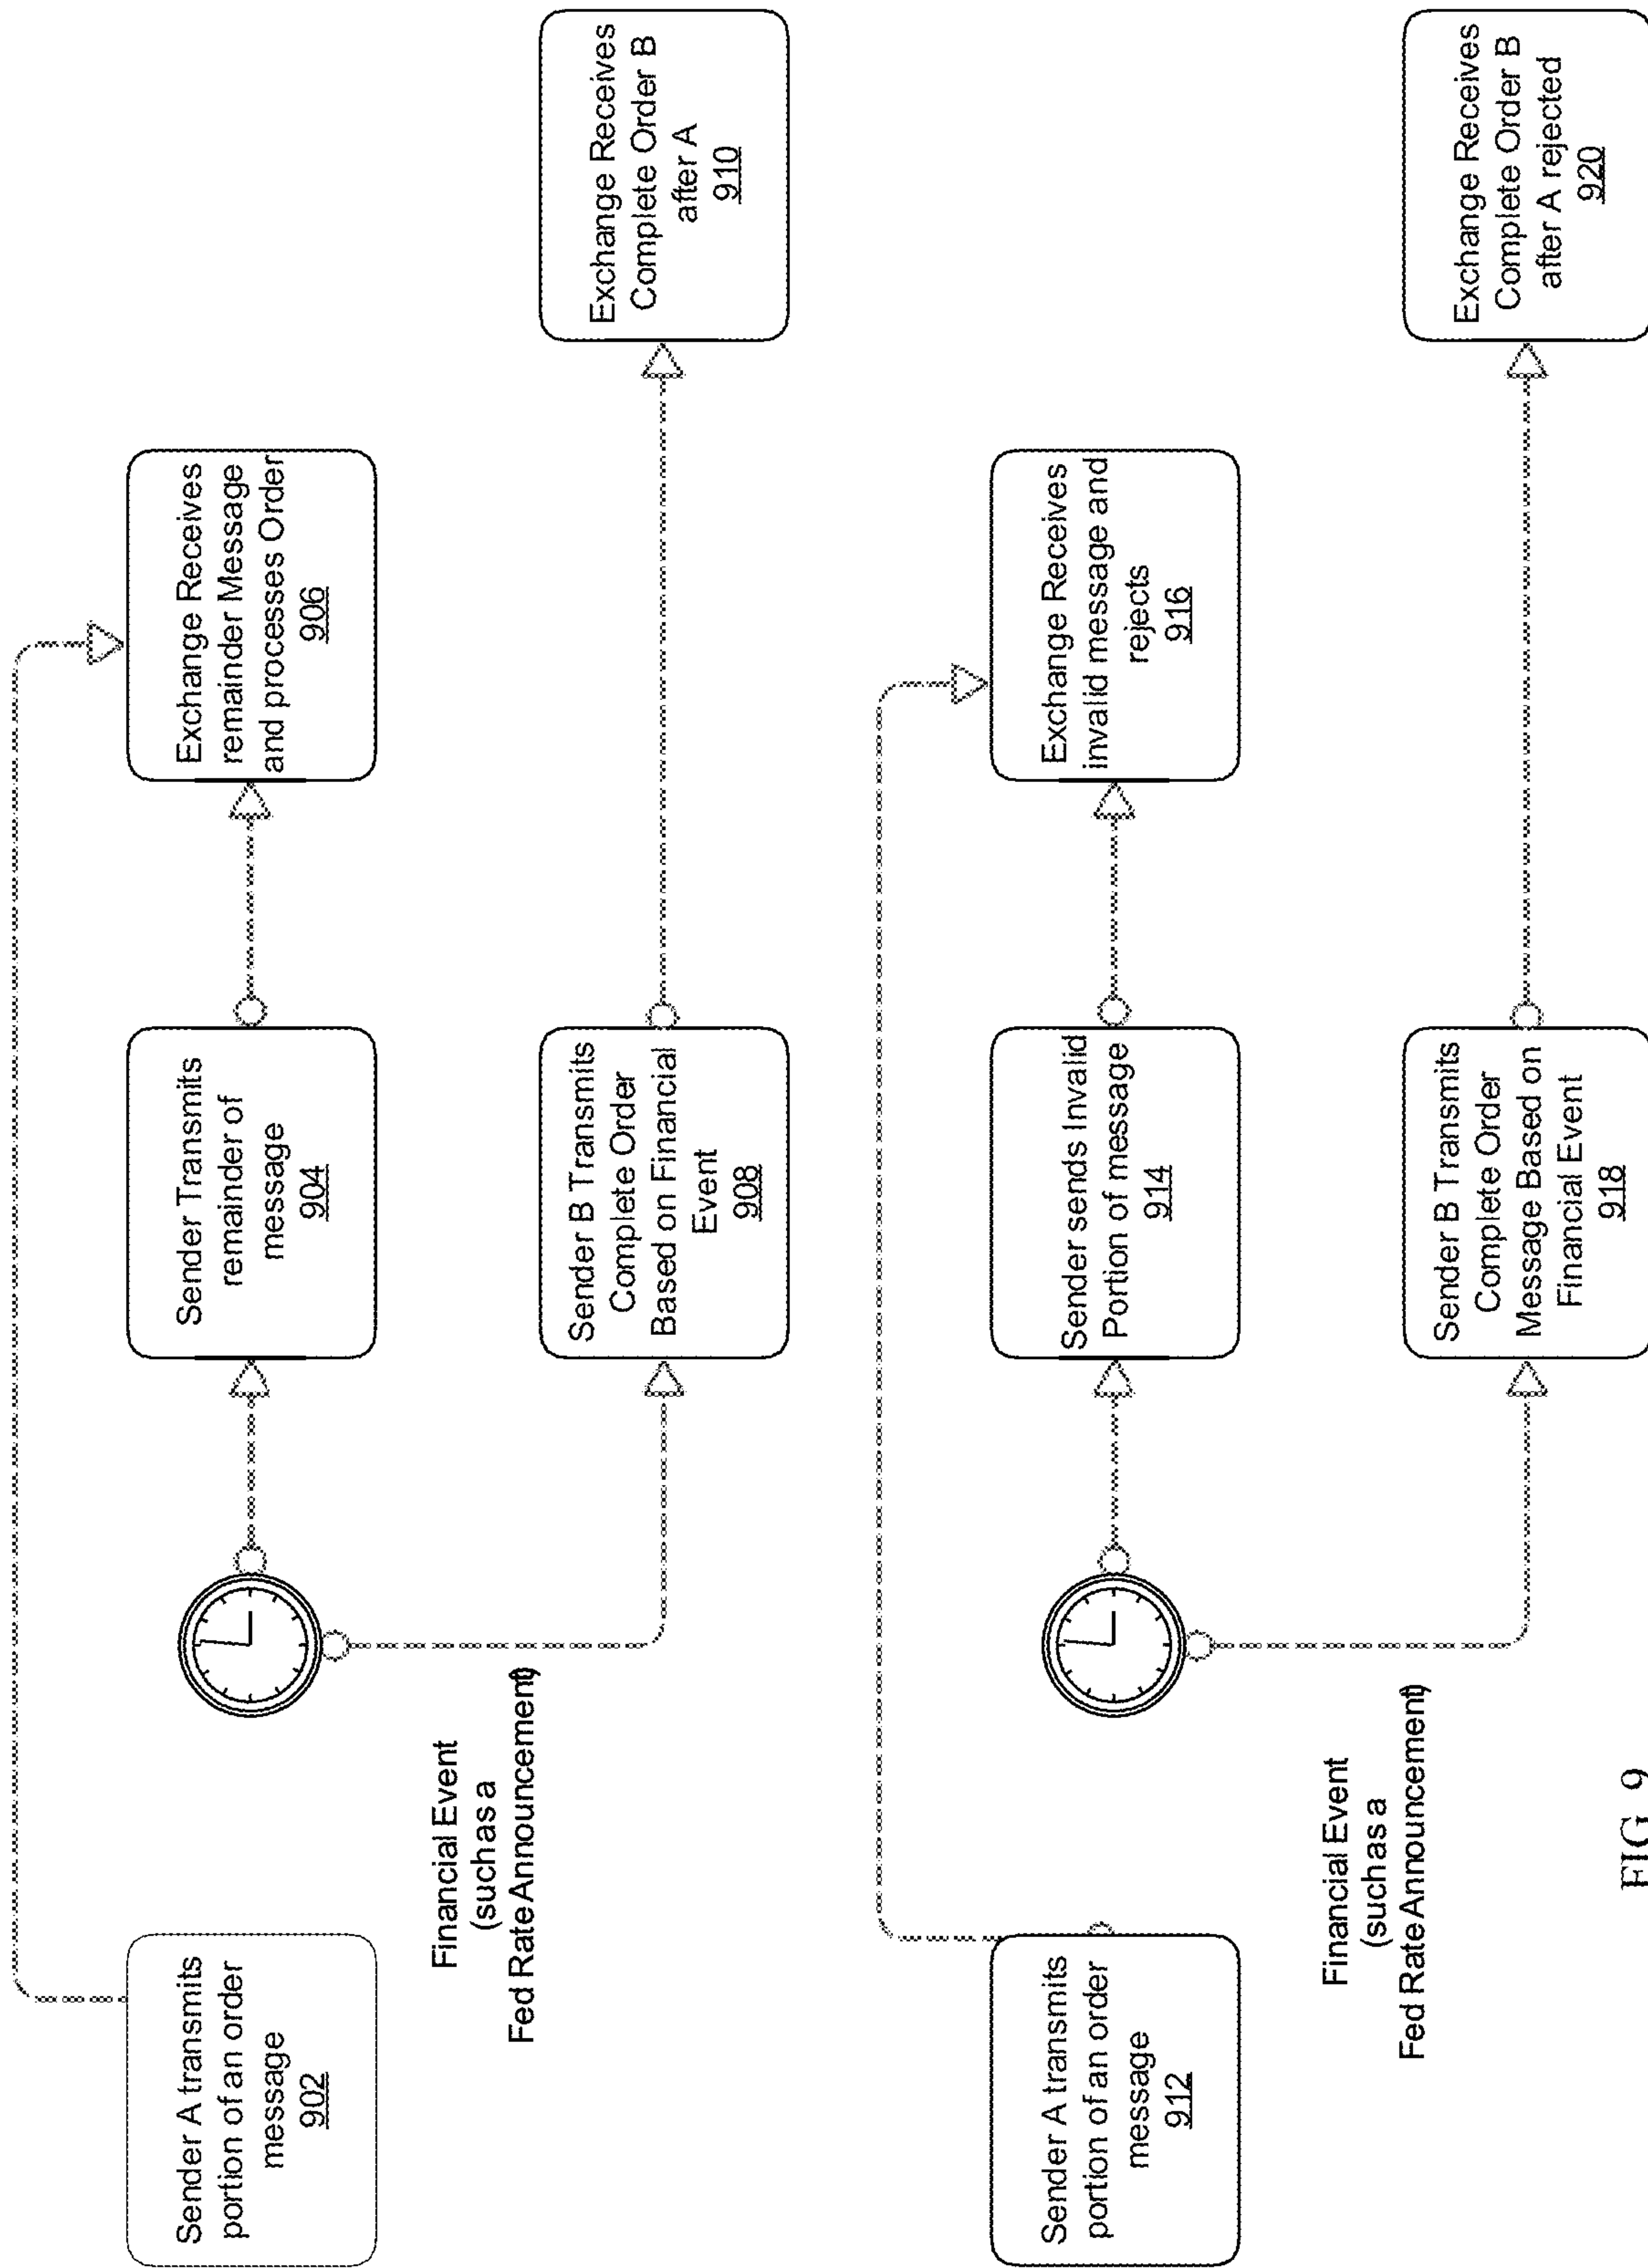 Sender A transmits
portion of an order
message
902
Financial Event
(such as a
Fed Rate Announcement)
Sender Transmits
remainder of
message
904
Exchange Receives
remainder Message
and processes Order
906
Sender B Transmits
Complete Order
Based on Financial
Event
908
Exchange Receives
Complete Order B
after A
910
Sender A transmits
portion of an order
message
912
Financial Event
(such as a
Fed Rate Announcement)
Sender sends Invalid
Portion of message
914
Exchange Receives
invalid message and
rejects
916
Sender B Transmits
Complete Order
Message Based on
Financial Event
918
Exchange Receives
Complete Order B
after A rejected
920
FIG. 9